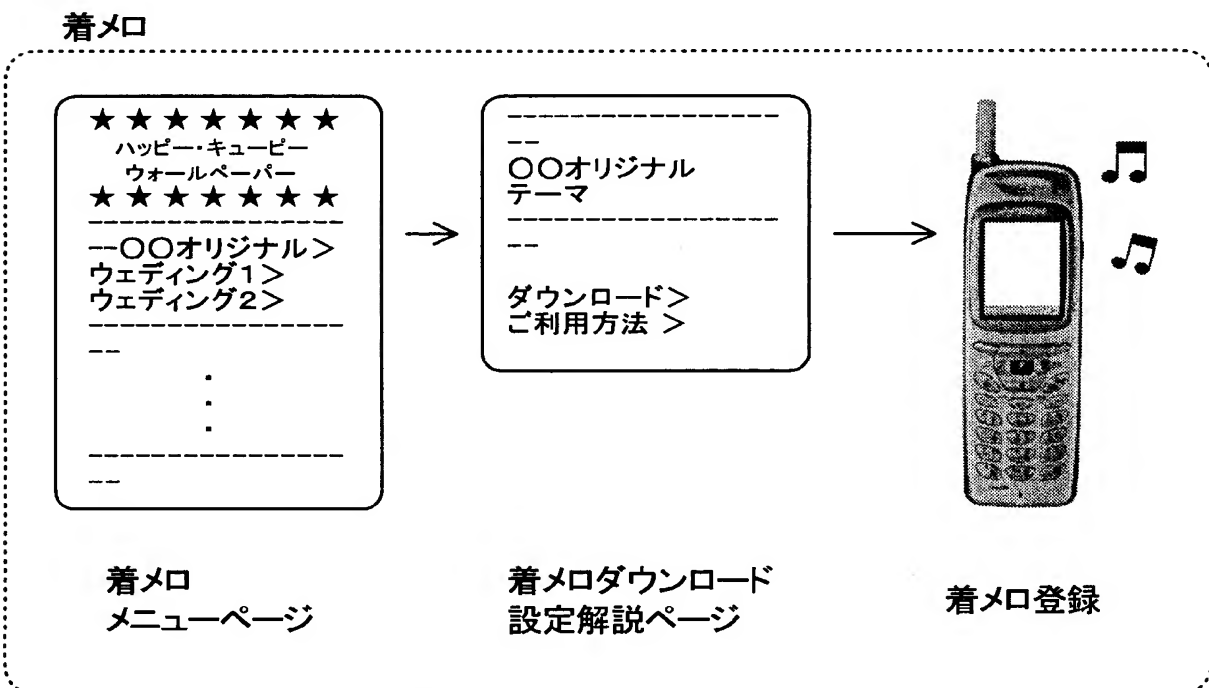 着メロ
★★★★★★★
ハッピー・キューピー
ウォールペーパー
★★★★★★★
-----------------
--〇〇オリジナル>
ウェディング1>
ウェディング2>
-----------------
--
・
・
・
-----------------
--
-----------------
--
〇〇オリジナル
テーマ
-----------------
--
ダウンロード>
ご利用方法 >
着メロ
メニューページ
着メロダウンロード
設定解説ページ
着メロ登録